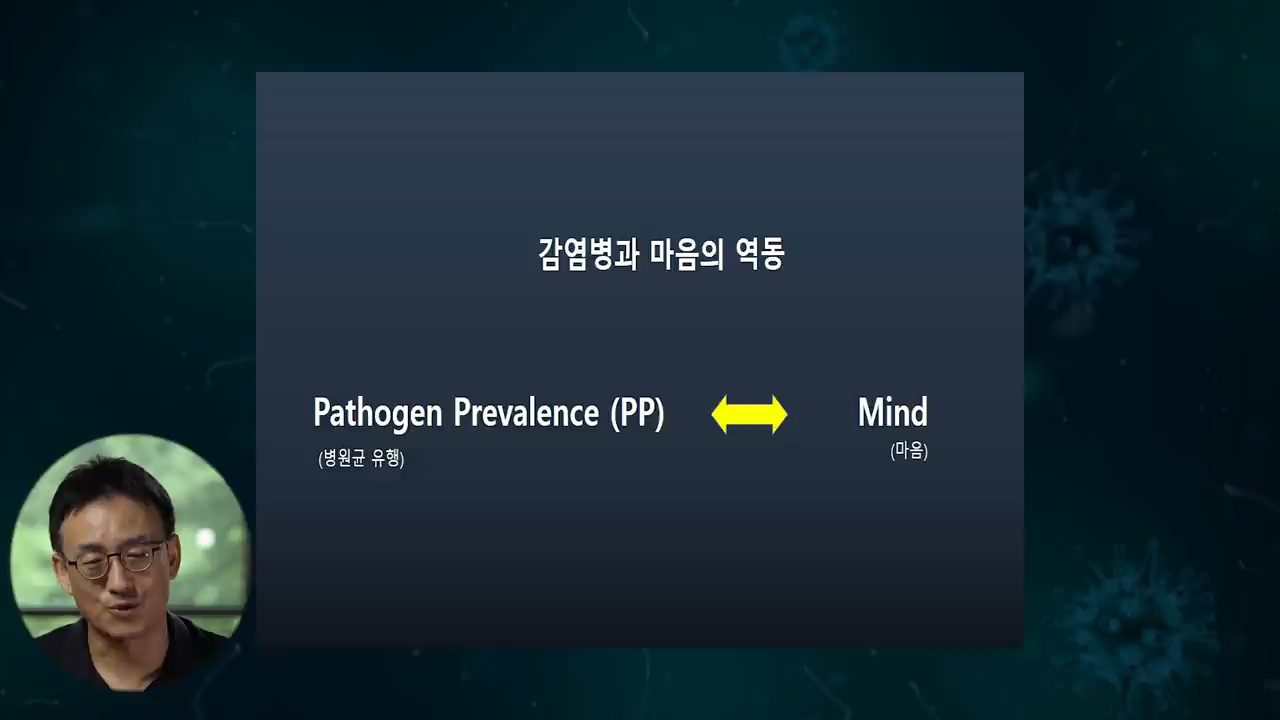 감염병과 마음의 역동
Pathogen Prevalence (PP)
Mind
(병원균 유행)
(마음)